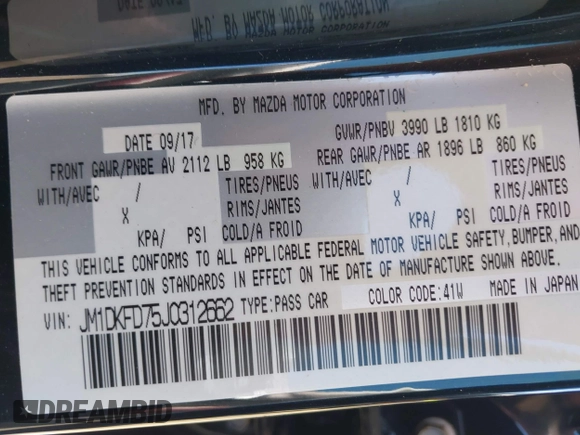 MFD. BY MAZDA MOTOR CORPORATION
DATE 09/17 GVWR/PNBV 3990 LB 1810 KG
FRONT GAWR/PNBE AV 2112 LB 958 KG REAR GAWR/PNBE AR 1896 LB 860 KG
WITH/AVEC / TIRES/PNEUS WITH/AVEC / TIRES/PNEUS
X RIMS/JANTES X RIMS/JANTES
KPA/ PSI COLD/A FROID KPA/ PSI COLD/A FROID
THIS VEHICLE CONFORMS TO ALL APPLICABLE FEDERAL MOTOR VEHICLE SAFETY, BUMPER, AND
THEFT PREVENTION STANDARDS IN EFFECT ON THE DATE OF MANUFACTURE SHOWN ABOVE.
VIN: JM1DKFD75J0312662 TYPE:PASS CAR COLOR CODE:41W MADE IN JAPAN
DREAMBID